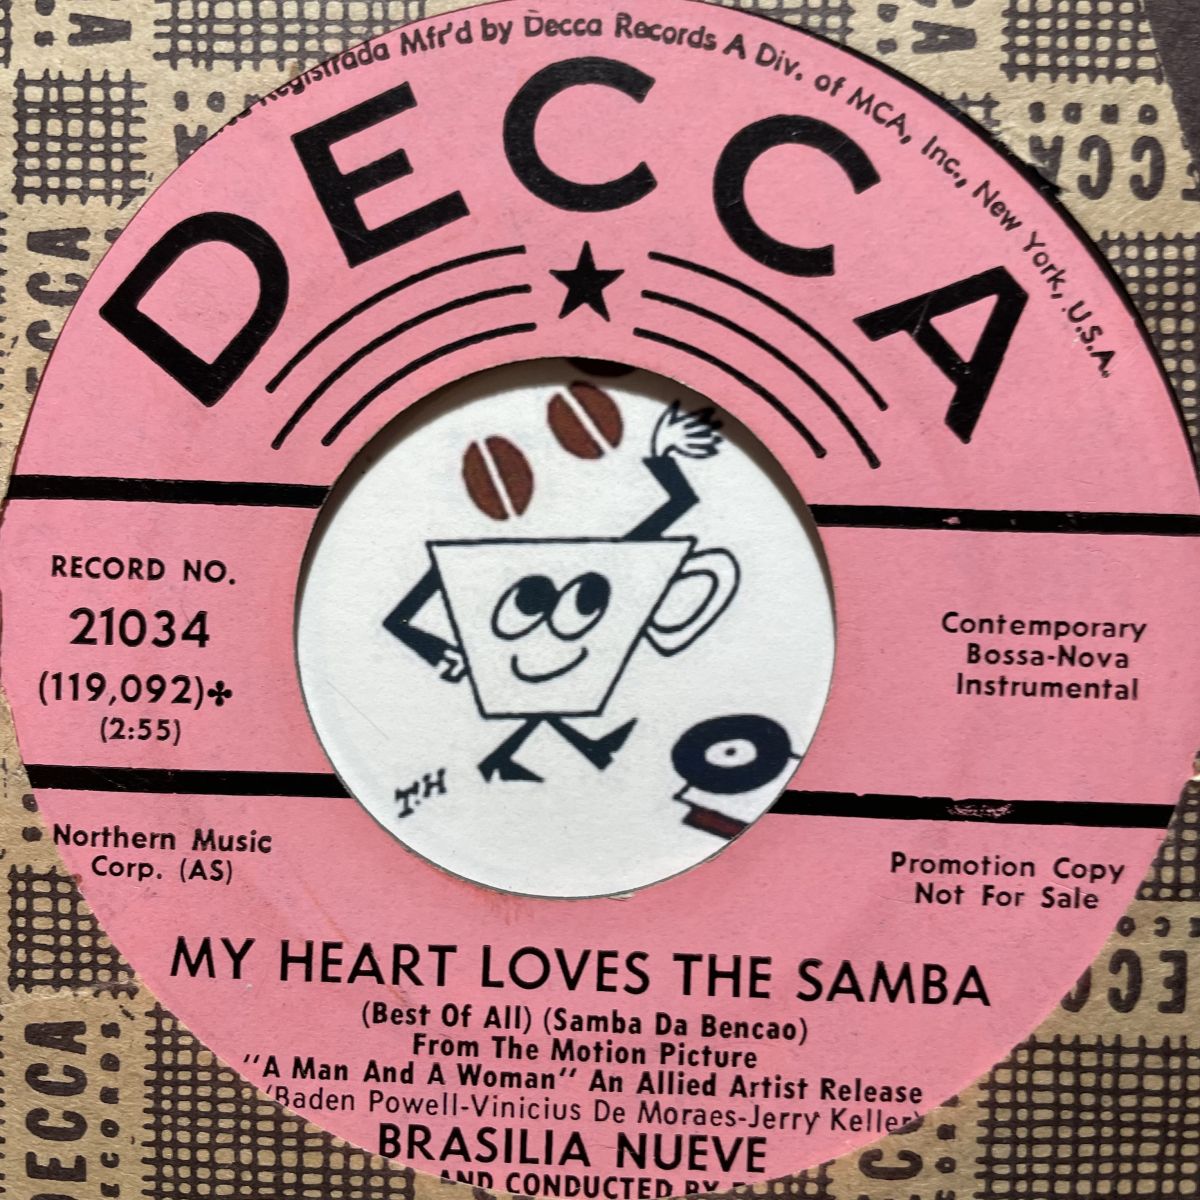 Registrada Mfr'd by Decca Records A Div. of MCA, Inc., New York, U.S.A.
DECCA
RECORD NO.
21034
(119,092)✤
(2:55)
Contemporary
Bossa-Nova
Instrumental
T.H
Northern Music
Corp. (AS)
Promotion Copy
Not For Sale
MY HEART LOVES THE SAMBA
(Best Of All) (Samba Da Bencao)
From The Motion Picture
"A Man And A Woman" An Allied Artist Release
(Baden Powell-Vinicius De Moraes-Jerry Keller)
BRASILIA NUEVE
AND CONDUCTED BY
DECCA
DECCA
DECCA